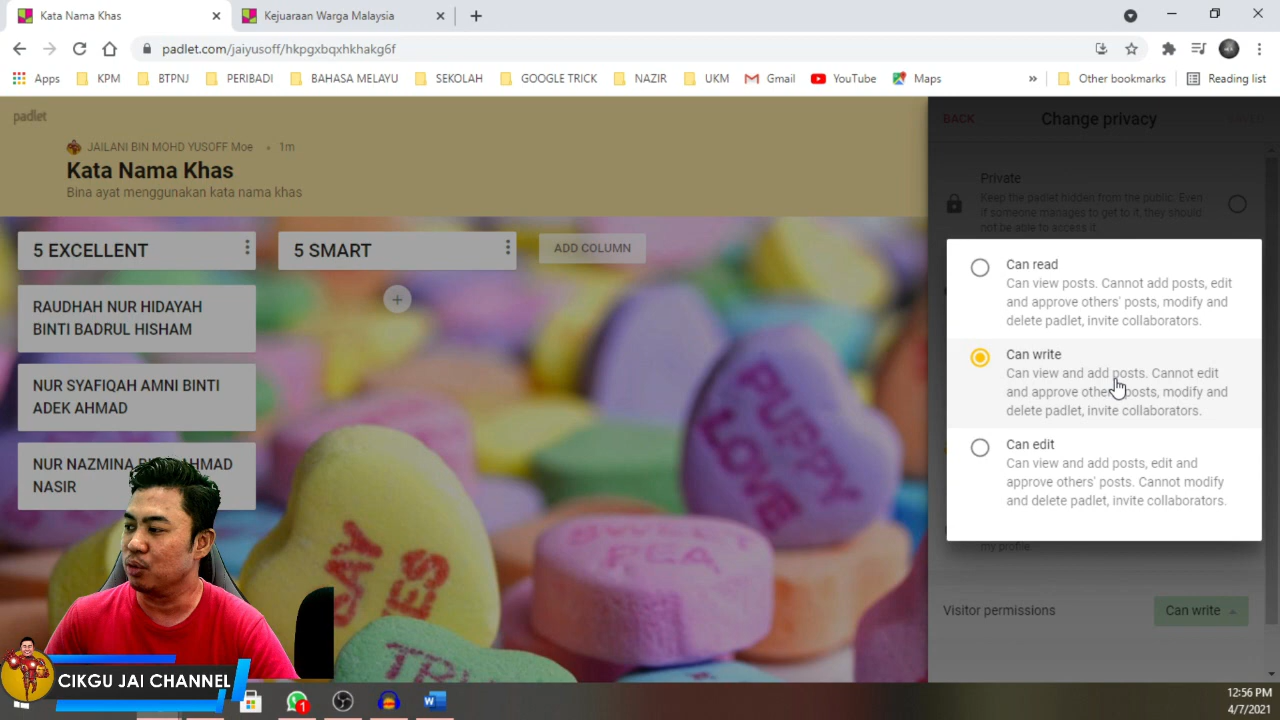 Kata Nama Khas
Kejuaraan Warga Malaysia
padlet.com/jaiyusoff/hkpgxbqxhkhakg6f
Apps
KPM
BTPNJ
PERIBADI
BAHASA MELAYU
SEKOLAH
GOOGLE TRICK
NAZIR
UKM
Gmail
YouTube
Maps
»
Other bookmarks
Reading list
padlet
JAILANI BIN MOHD YUSOFF Moe • 1m
Kata Nama Khas
Bina ayat menggunakan kata nama khas
5 EXCELLENT
5 SMART
ADD COLUMN
RAUDHAH NUR HIDAYAH
BINTI BADRUL HISHAM
NUR SYAFIQAH AMNI BINTI
ADEK AHMAD
NUR NAZMINA AHMAD
NASIR
PUPPY
LOVE
SAY
YES
SWEET
PEA
BACK
Change privacy
Private
Keep the padlet hidden from the public. Even
if someone manages to get to it, they should
not be able to access it.
Can read
Can view posts. Cannot add posts, edit
and approve others' posts, modify and
delete padlet, invite collaborators.
Can write
Can view and add posts. Cannot edit
and approve others' posts, modify and
delete padlet, invite collaborators.
Can edit
Can view and add posts, edit and
approve others' posts. Cannot modify
and delete padlet, invite collaborators.
my profile.
Visitor permissions
Can write
CIKGU JAI CHANNEL
1
12:56 PM
4/7/2021